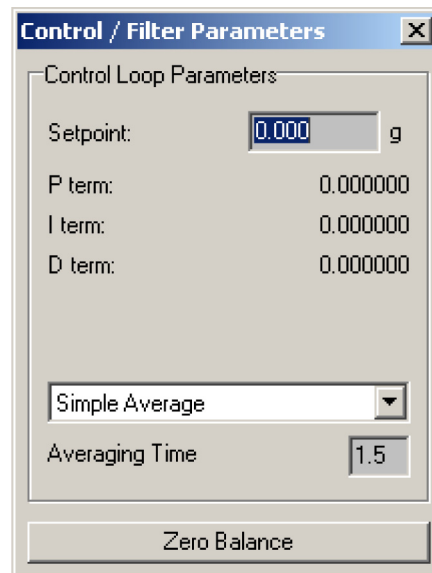 Control / Filter Parameters
Control Loop Parameters
Setpoint: 0.000 g
P term: 0.000000
I term: 0.000000
D term: 0.000000
Simple Average
Averaging Time 1.5
Zero Balance